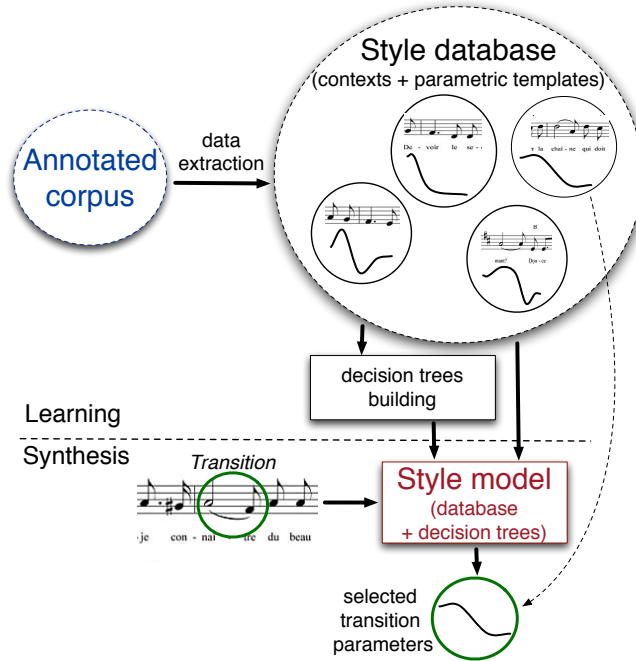 Style database
(contexts + parametric templates)
De - voir le se -
r la chaî - ne qui doit
B
mant? Don - ce
Annotated
corpus
data
extraction
decision trees
building
Learning
Synthesis
Transition
- je con - naî - tre du beau
Style model
(database
+ decision trees)
selected
transition
parameters